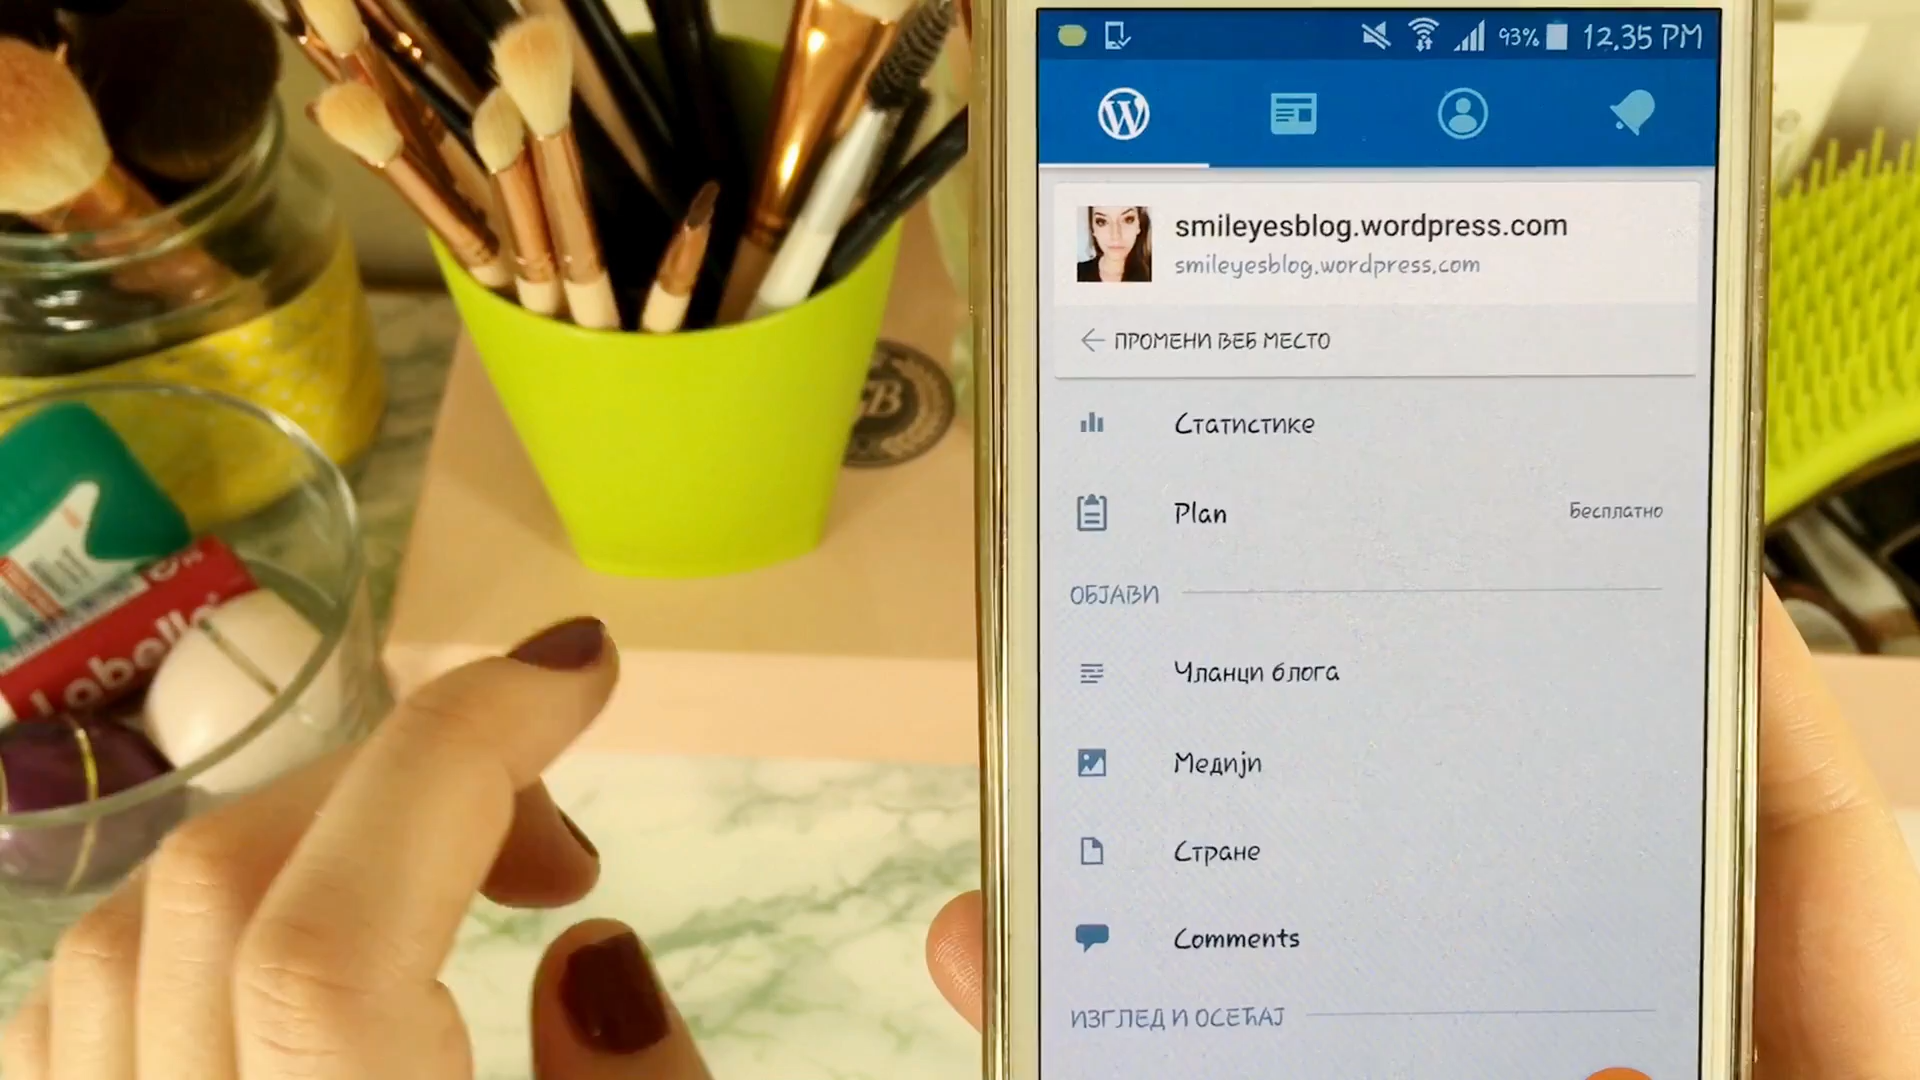 93% 12.35 PM
smileyesblog.wordpress.com
smileyesblog.wordpress.com
ПРОМЕНИ ВЕБ МЕСТО
Статистике
Plan
Бесплатно
ОБЈАВИ
Чланци блога
Медији
Стране
Comments
ИЗГЛЕД И ОСЕЋАЈ
Labello